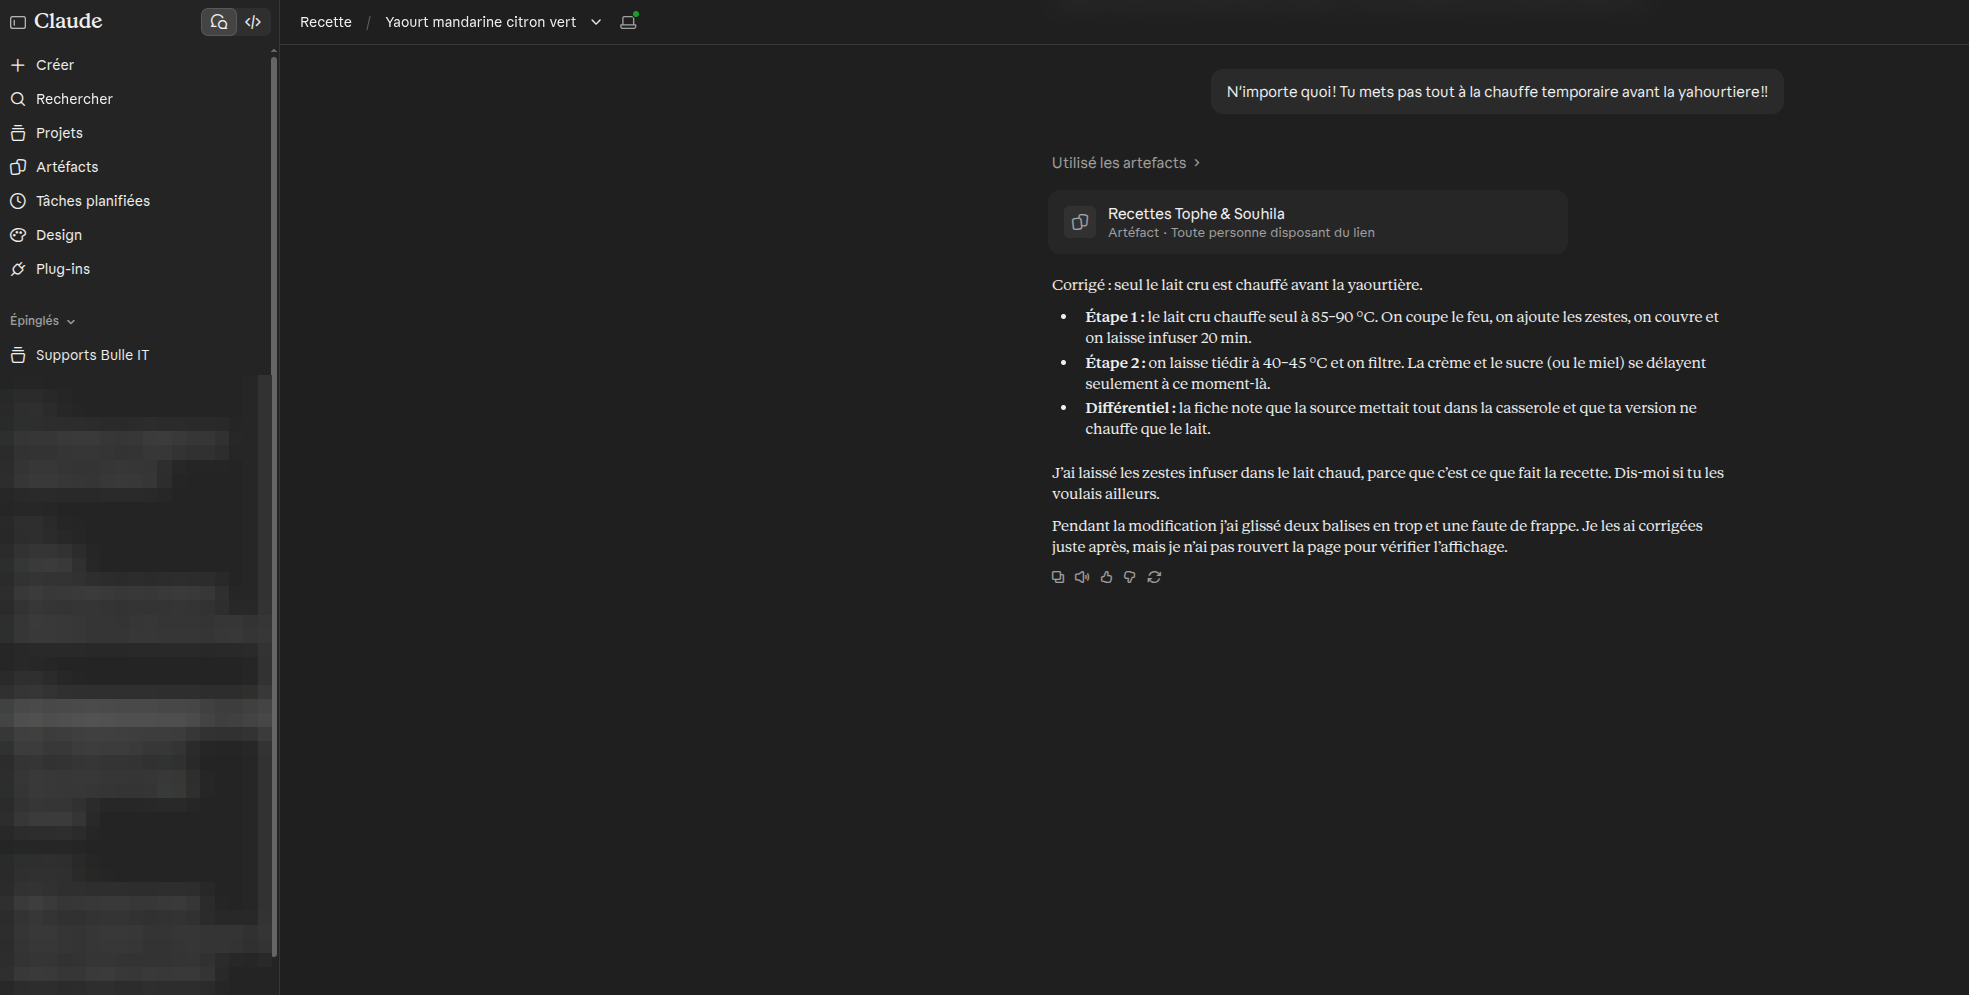 Claude
Créer
Rechercher
Projets
Artéfacts
Tâches planifiées
Design
Plug-ins
Épinglés
Supports Bulle IT
Recette / Yaourt mandarine citron vert
N'importe quoi! Tu mets pas tout à la chauffe temporaire avant la yahourtiere!!
Utilisé les artefacts
Recettes Tophe & Souhila
Artéfact · Toute personne disposant du lien
Corrigé : seul le lait cru est chauffé avant la yaourtière.
• Étape 1 : le lait cru chauffe seul à 85–90 °C. On coupe le feu, on ajoute les zestes, on couvre et
on laisse infuser 20 min.
• Étape 2 : on laisse tiédir à 40–45 °C et on filtre. La crème et le sucre (ou le miel) se délayent
seulement à ce moment-là.
• Différentiel : la fiche note que la source mettait tout dans la casserole et que ta version ne
chauffe que le lait.
J'ai laissé les zestes infuser dans le lait chaud, parce que c'est ce que fait la recette. Dis-moi si tu les
voulais ailleurs.
Pendant la modification j'ai glissé deux balises en trop et une faute de frappe. Je les ai corrigées
juste après, mais je n'ai pas rouvert la page pour vérifier l'affichage.